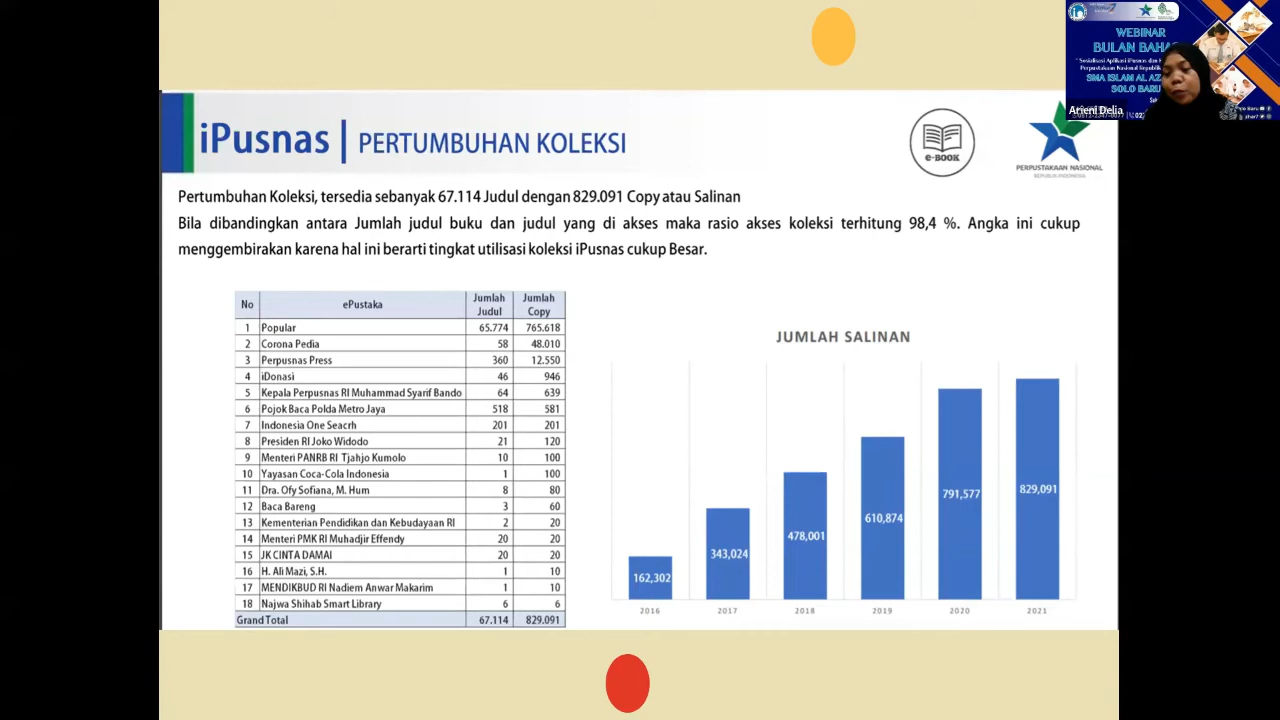 WEBINAR
BULAN BAHA
" Sosialisasi Aplikasi iPusnas dan
Perpustakaan Nasional Republik
SMA ISLAM AL AZ
SOLO BARU
Arieni Delia
iPusnas | PERTUMBUHAN KOLEKSI
e-BOOK
PERPUSTAKAAN NASIONAL
REPUBLIK INDONESIA
Pertumbuhan Koleksi, tersedia sebanyak 67.114 Judul dengan 829.091 Copy atau Salinan
Bila dibandingkan antara Jumlah judul buku dan judul yang di akses maka rasio akses koleksi terhitung 98,4 %. Angka ini cukup
menggembirakan karena hal ini berarti tingkat utilisasi koleksi iPusnas cukup Besar.
No ePustaka Jumlah Judul Jumlah Copy
1 Popular 65.774 765.618
2 Corona Pedia 58 48.010
3 Perpusnas Press 360 12.550
4 iDonasi 46 946
5 Kepala Perpusnas RI Muhammad Syarif Bando 64 639
6 Pojok Baca Polda Metro Jaya 518 581
7 Indonesia One Seacrh 201 201
8 Presiden RI Joko Widodo 21 120
9 Menteri PANRB RI Tjahjo Kumolo 10 100
10 Yayasan Coca-Cola Indonesia 1 100
11 Dra. Ofy Sofiana, M. Hum 8 80
12 Baca Bareng 3 60
13 Kementerian Pendidikan dan Kebudayaan RI 2 20
14 Menteri PMK RI Muhadjir Effendy 20 20
15 JK CINTA DAMAI 20 20
16 H. Ali Mazi, S.H. 1 10
17 MENDIKBUD RI Nadiem Anwar Makarim 1 10
18 Najwa Shihab Smart Library 6 6
Grand Total 67.114 829.091
JUMLAH SALINAN
162,302
343,024
478,001
610,874
791,577
829,091
2016 2017 2018 2019 2020 2021